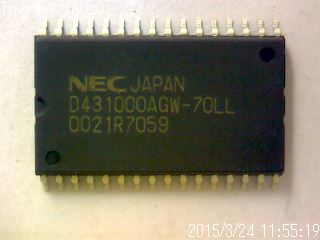 NEC JAPAN
D431000AGW-70LL
0021R7059
2015/3/24 11:55:19